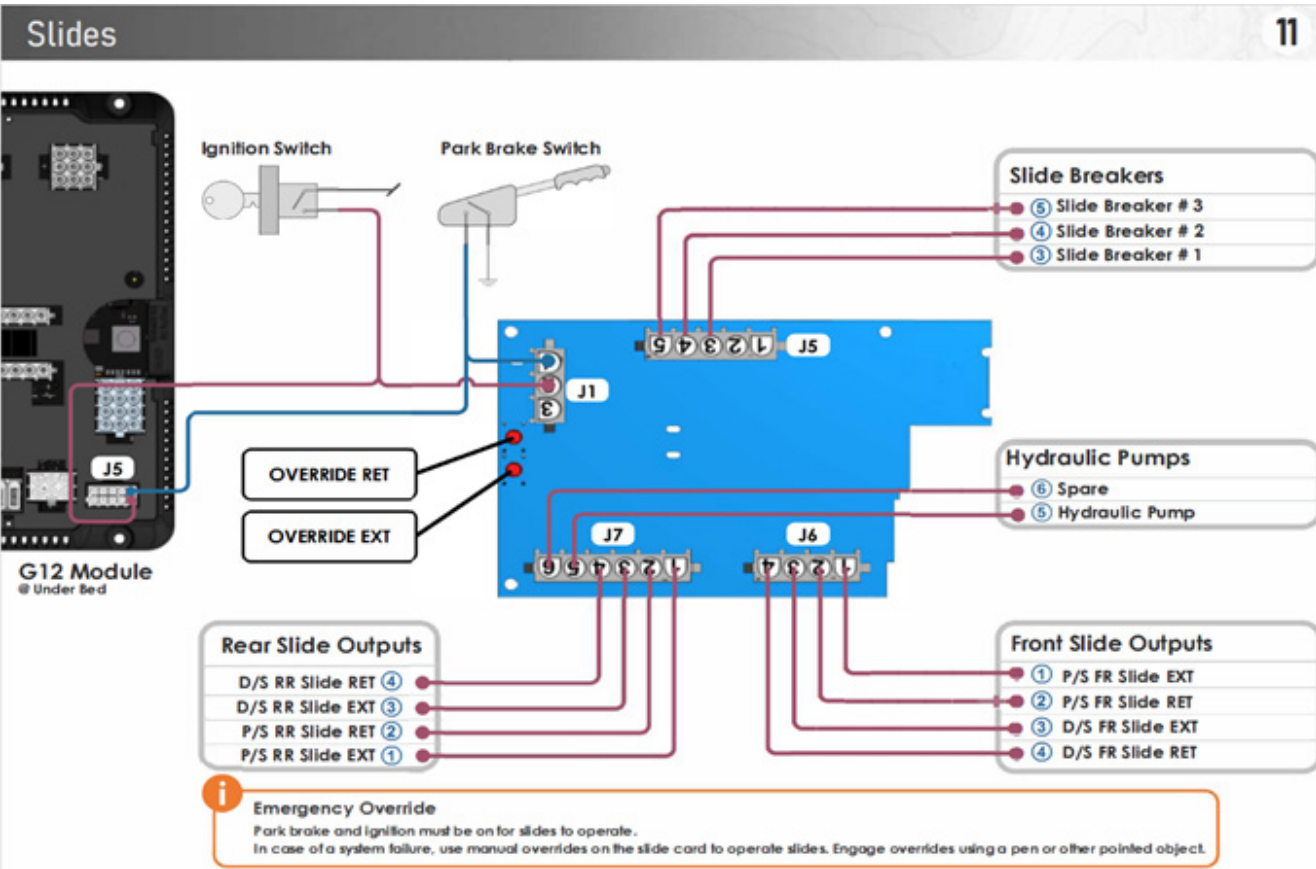 Slides
11
Ignition Switch
Park Brake Switch
Slide Breakers
⑤ Slide Breaker # 3
④ Slide Breaker # 2
③ Slide Breaker # 1
5 4 3 2 1
J5
J1
3
J5
OVERRIDE RET
OVERRIDE EXT
Hydraulic Pumps
⑥ Spare
⑤ Hydraulic Pump
J7
J6
6 5 4 3 2 1
4 3 2 1
G12 Module
@ Under Bed
Rear Slide Outputs
D/S RR Slide RET ④
D/S RR Slide EXT ③
P/S RR Slide RET ②
P/S RR Slide EXT ①
Front Slide Outputs
① P/S FR Slide EXT
② P/S FR Slide RET
③ D/S FR Slide EXT
④ D/S FR Slide RET
i
Emergency Override
Park brake and ignition must be on for slides to operate.
In case of a system failure, use manual overrides on the slide card to operate slides. Engage overrides using a pen or other pointed object.